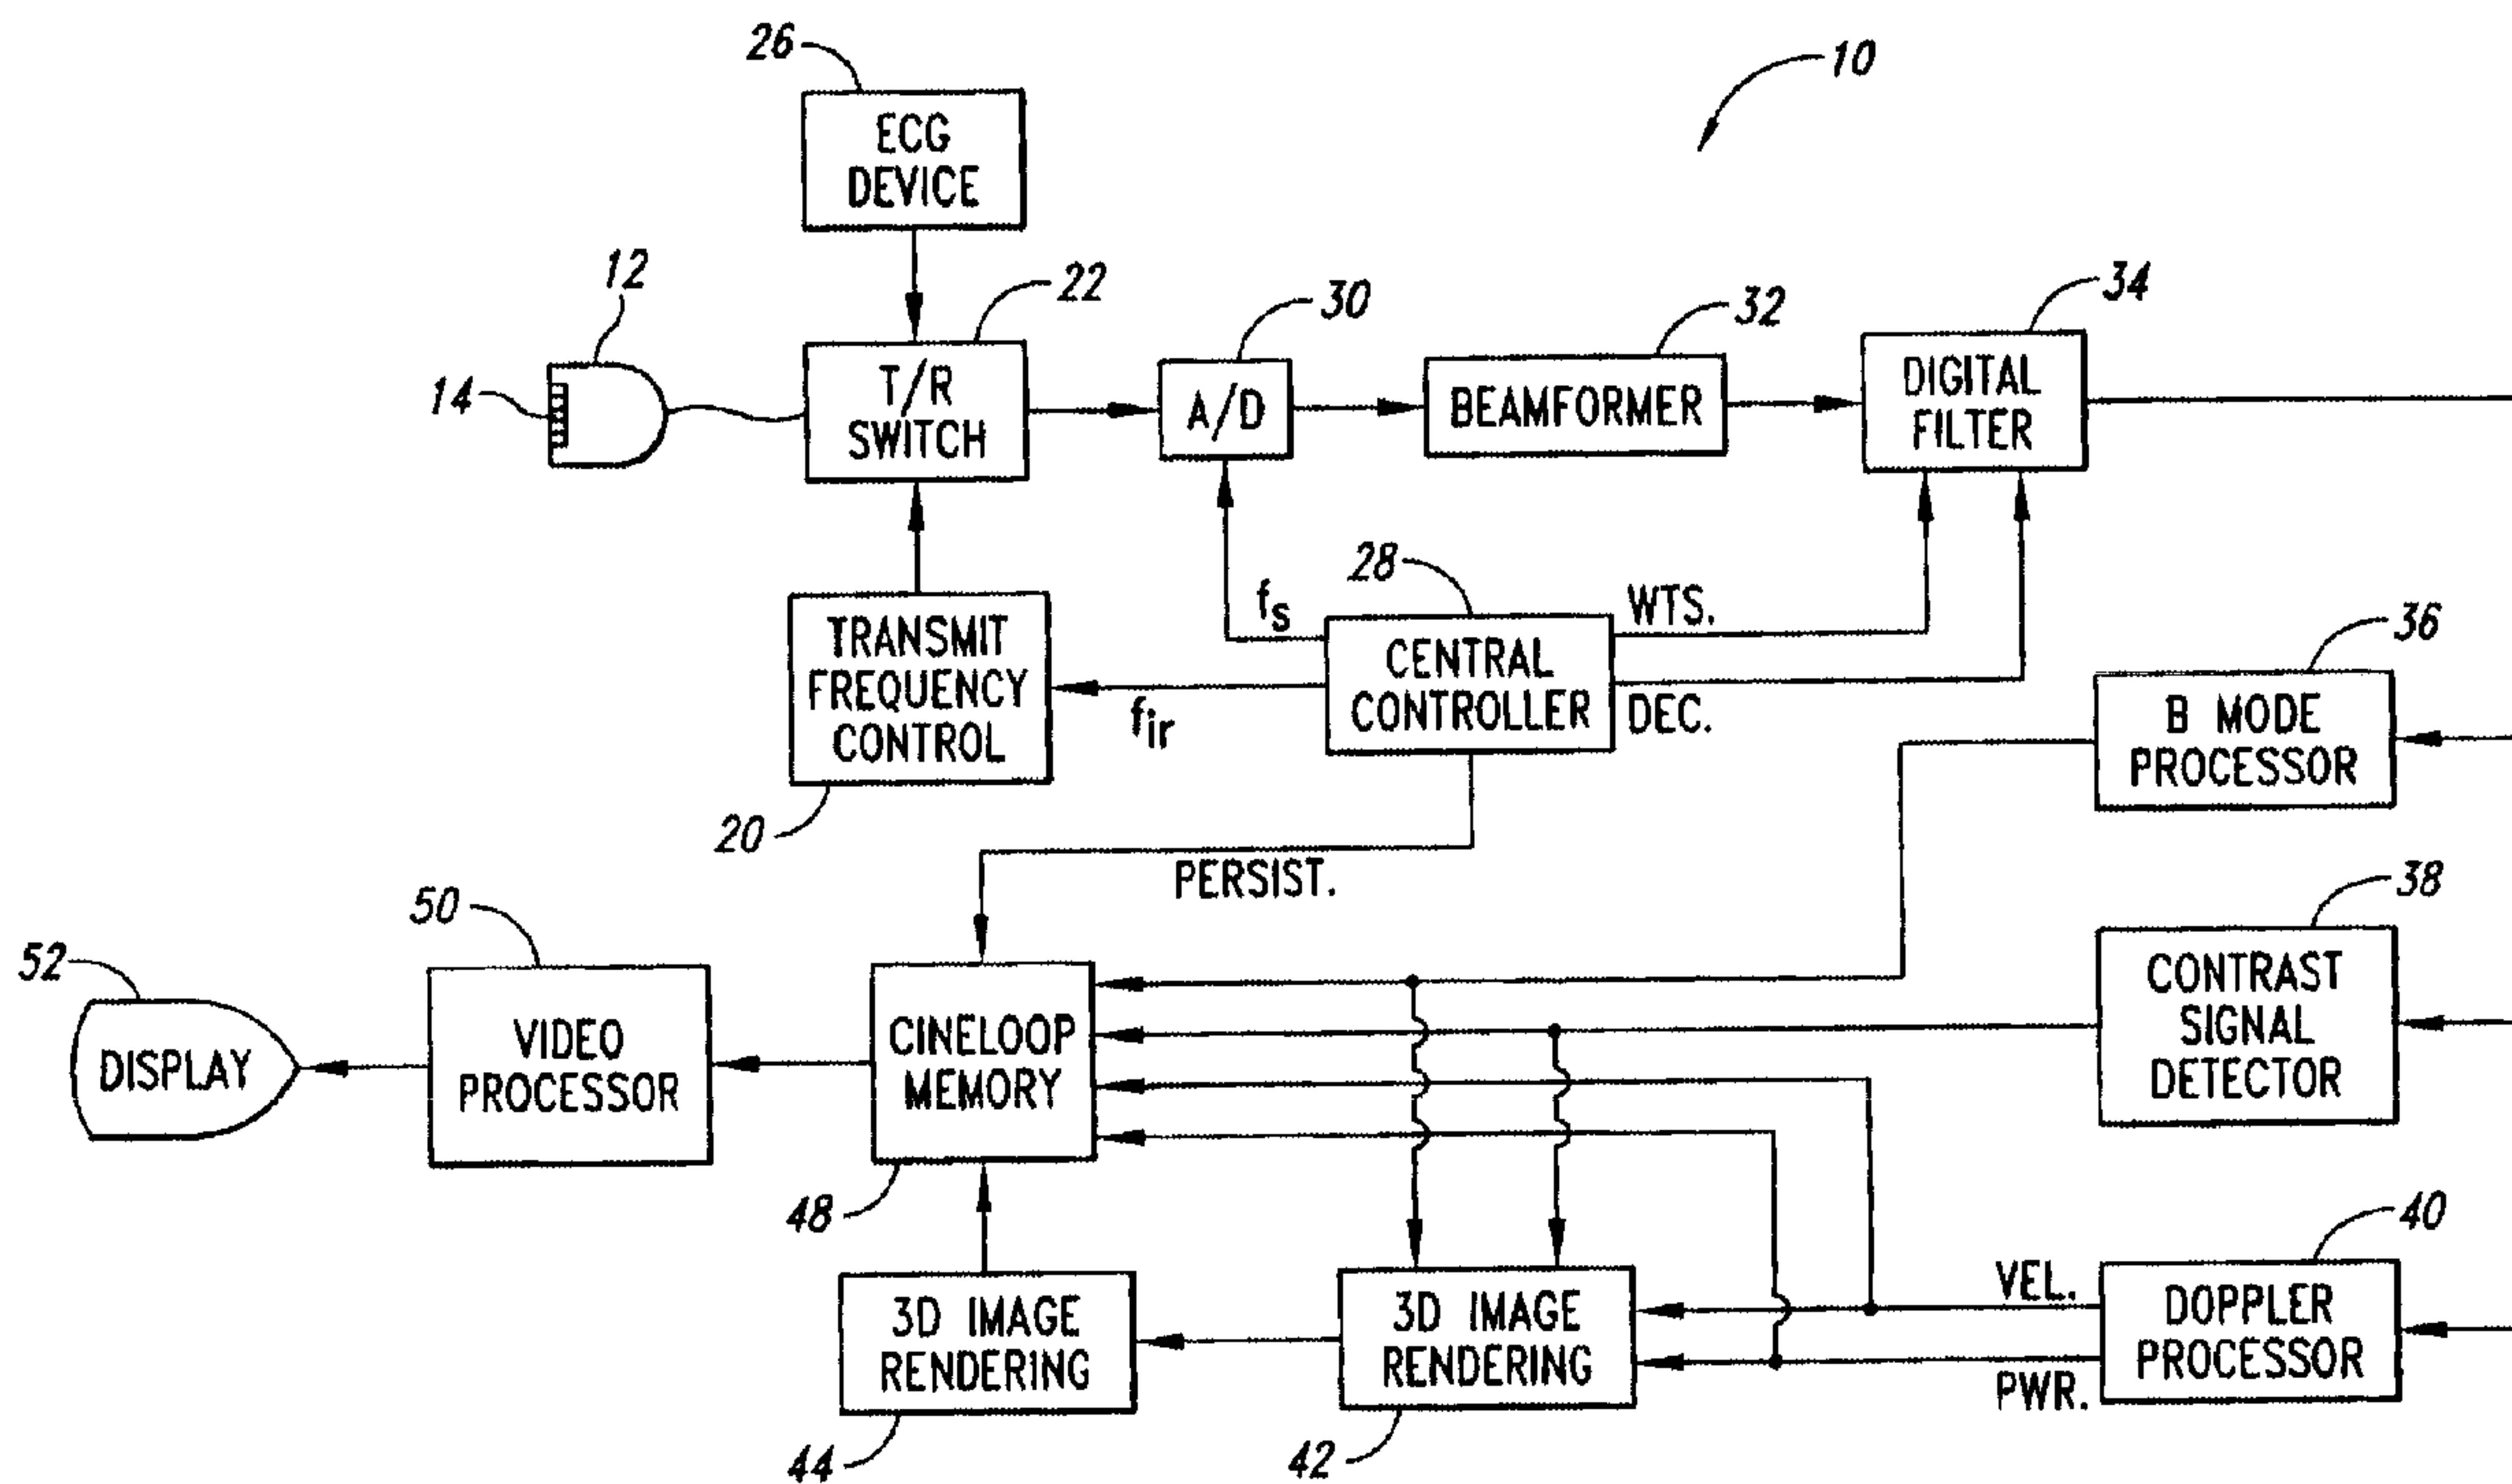 26
10
ECG
DEVICE
12
22
30
32
34
14
T/R
SWITCH
A/D
BEAMFORMER
DIGITAL
FILTER
28
fs
WTS.
36
TRANSMIT
FREQUENCY
CONTROL
fir
CENTRAL
CONTROLLER
DEC.
B MODE
PROCESSOR
20
PERSIST.
50
38
52
DISPLAY
VIDEO
PROCESSOR
CINELOOP
MEMORY
CONTRAST
SIGNAL
DETECTOR
48
40
VEL.
3D IMAGE
RENDERING
3D IMAGE
RENDERING
DOPPLER
PROCESSOR
PWR.
44
42